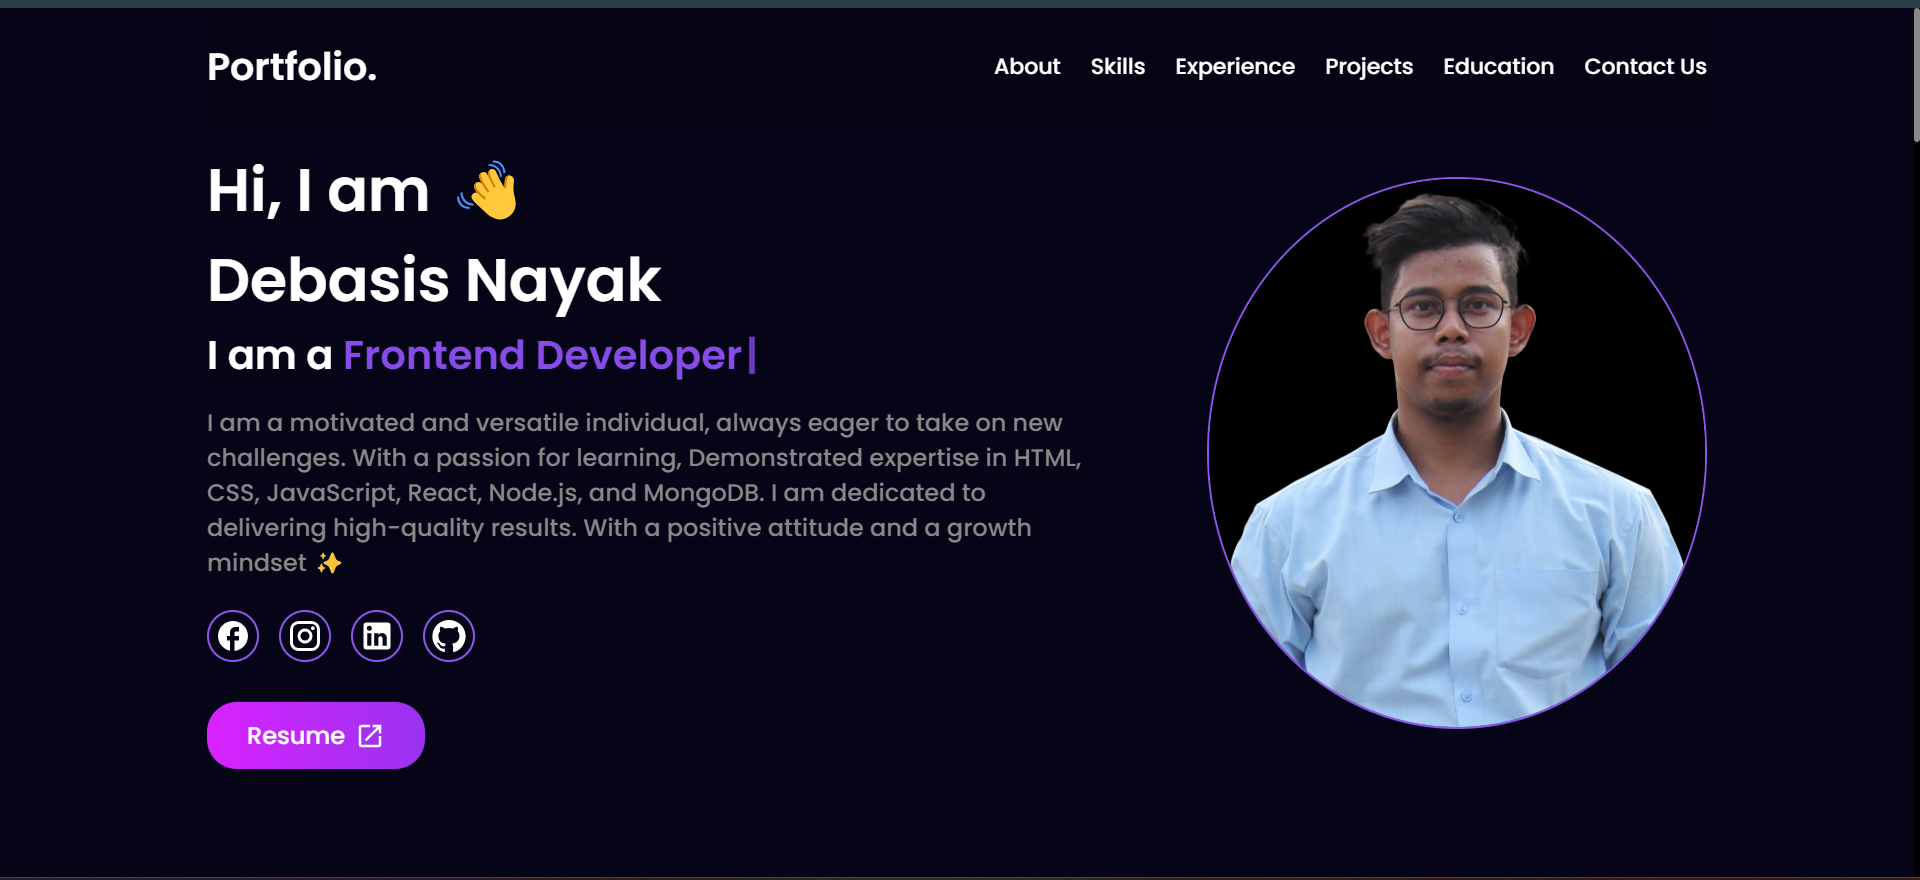 Portfolio.
About Skills Experience Projects Education Contact Us
Hi, I am 👋
Debasis Nayak
I am a Frontend Developer|
I am a motivated and versatile individual, always eager to take on new
challenges. With a passion for learning, Demonstrated expertise in HTML,
CSS, JavaScript, React, Node.js, and MongoDB. I am dedicated to
delivering high-quality results. With a positive attitude and a growth
mindset ✨
Resume